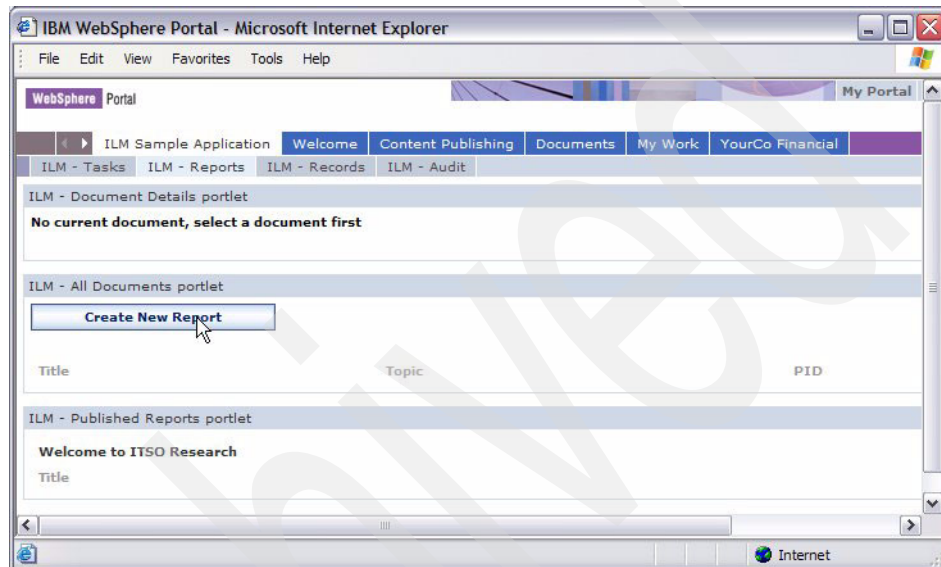 IBM WebSphere Portal - Microsoft Internet Explorer
File Edit View Favorites Tools Help
WebSphere Portal
My Portal
ILM Sample Application Welcome Content Publishing Documents My Work YourCo Financial
ILM - Tasks ILM - Reports ILM - Records ILM - Audit
ILM - Document Details portlet
No current document, select a document first
ILM - All Documents portlet
Create New Report
Title Topic PID
ILM - Published Reports portlet
Welcome to ITSO Research
Title
Internet